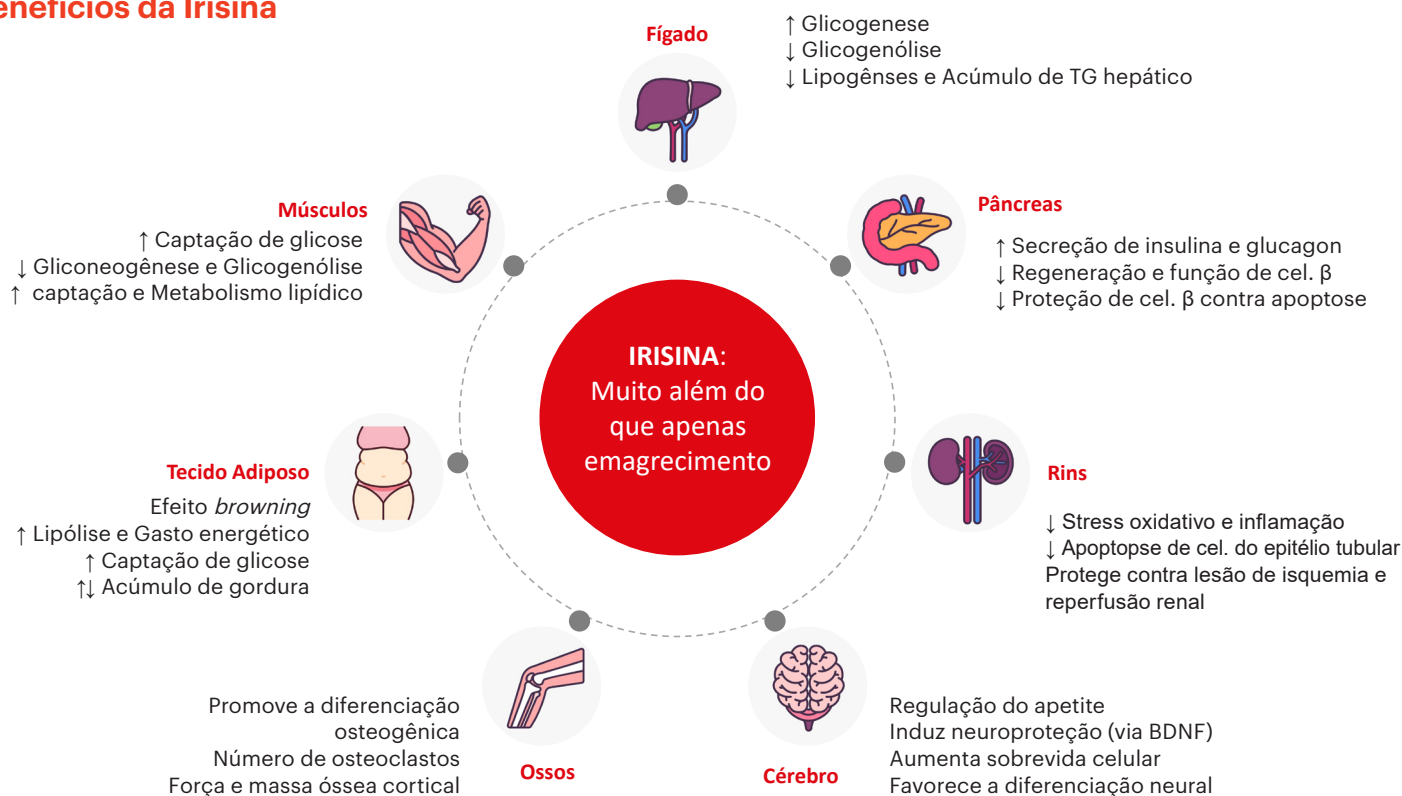 enefícios da Irisina
Fígado
↑ Glicogenese
↓ Glicogenólise
↓ Lipogênses e Acúmulo de TG hepático
Músculos
↑ Captação de glicose
↓ Gliconeogênese e Glicogenólise
↑ captação e Metabolismo lipídico
Pâncreas
↑ Secreção de insulina e glucagon
↓ Regeneração e função de cel. β
↓ Proteção de cel. β contra apoptose
IRISINA:
Muito além do
que apenas
emagrecimento
Tecido Adiposo
Efeito browning
↑ Lipólise e Gasto energético
↑ Captação de glicose
↑↓ Acúmulo de gordura
Rins
↓ Stress oxidativo e inflamação
↓ Apoptopse de cel. do epitélio tubular
Protege contra lesão de isquemia e
reperfusão renal
Ossos
Promove a diferenciação
osteogênica
Número de osteoclastos
Força e massa óssea cortical
Cérebro
Regulação do apetite
Induz neuroproteção (via BDNF)
Aumenta sobrevida celular
Favorece a diferenciação neural